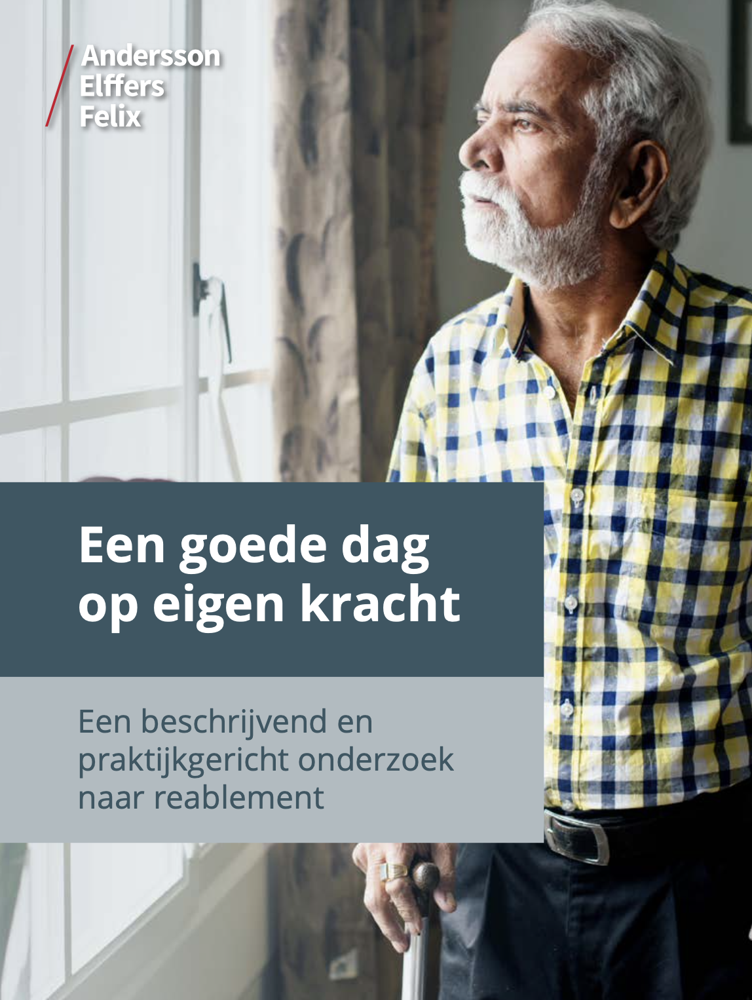 Andersson
Elffers
Felix
Een goede dag
op eigen kracht
Een beschrijvend en
praktijkgericht onderzoek
naar reablement